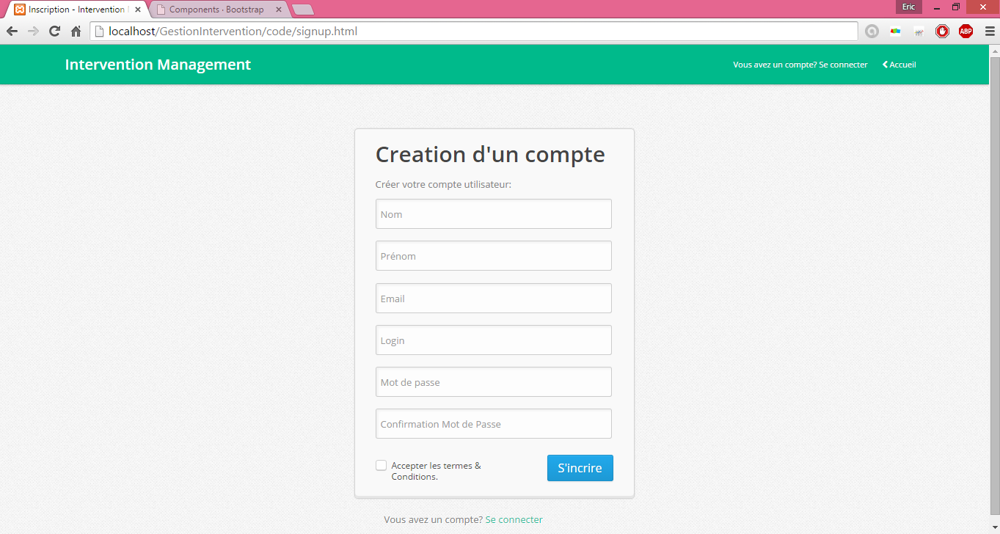 Inscription - Intervention
Components · Bootstrap
Eric
localhost/GestionIntervention/code/signup.html
ABP
Intervention Management
Vous avez un compte? Se connecter
Accueil
Creation d'un compte
Créer votre compte utilisateur:
Nom
Prénom
Email
Login
Mot de passe
Confirmation Mot de Passe
Accepter les termes &
Conditions.
S'incrire
Vous avez un compte? Se connecter